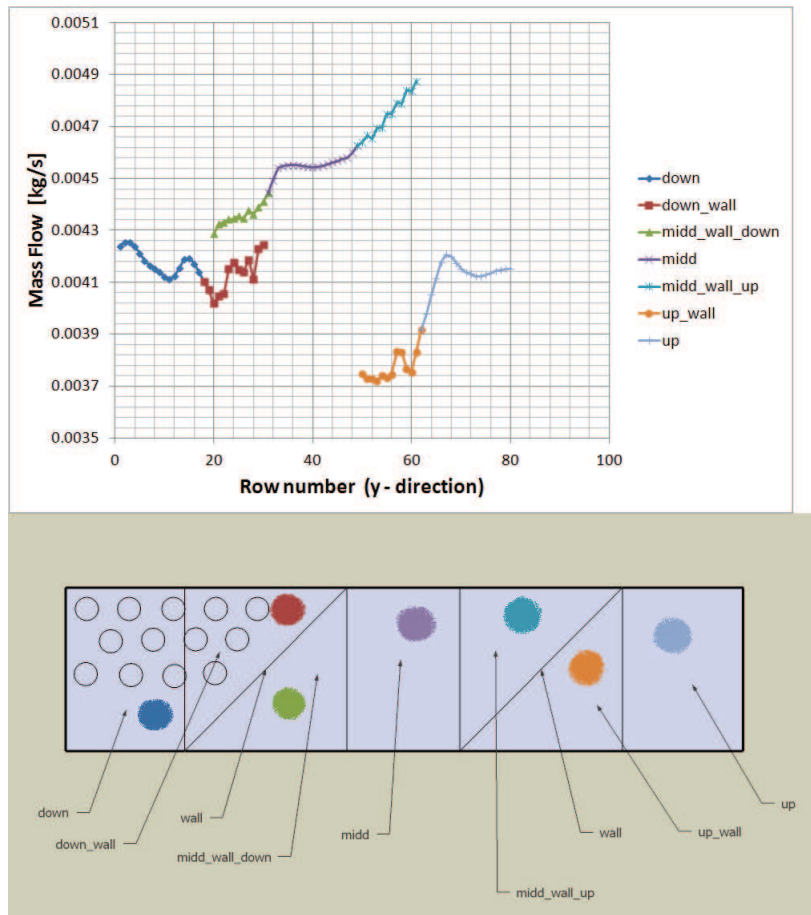 0.0051
0.0049
0.0047
0.0045
0.0043
0.0041
0.0039
0.0037
0.0035
Mass Flow [kg/s]
0 20 40 60 80 100
Row number (y - direction)
down
down_wall
midd_wall_down
midd
midd_wall_up
up_wall
up
down
down_wall
wall
midd_wall_down
midd
midd_wall_up
wall
up_wall
up